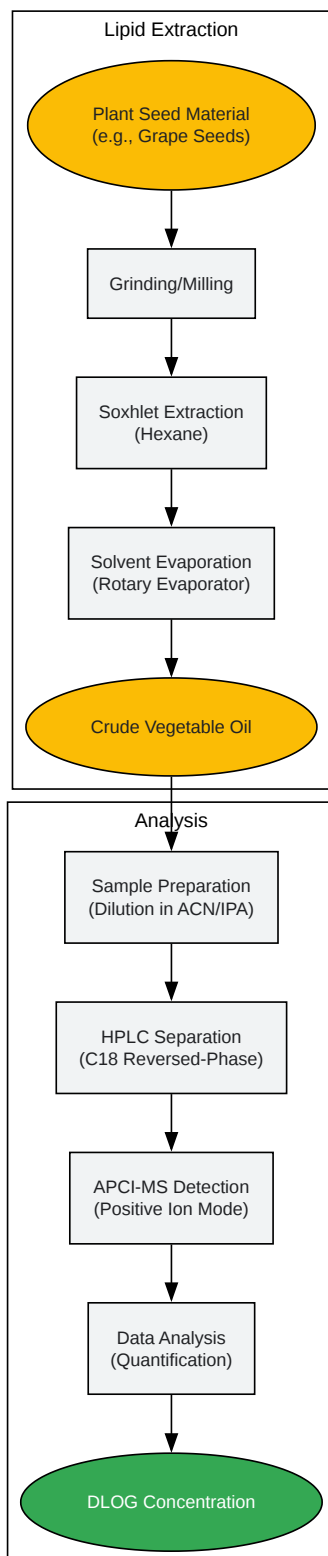 Lipid Extraction
Plant Seed Material
(e.g., Grape Seeds)
Grinding/Milling
Soxhlet Extraction
(Hexane)
Solvent Evaporation
(Rotary Evaporator)
Crude Vegetable Oil
Analysis
Sample Preparation
(Dilution in ACN/IPA)
HPLC Separation
(C18 Reversed-Phase)
APCI-MS Detection
(Positive Ion Mode)
Data Analysis
(Quantification)
DLOG Concentration